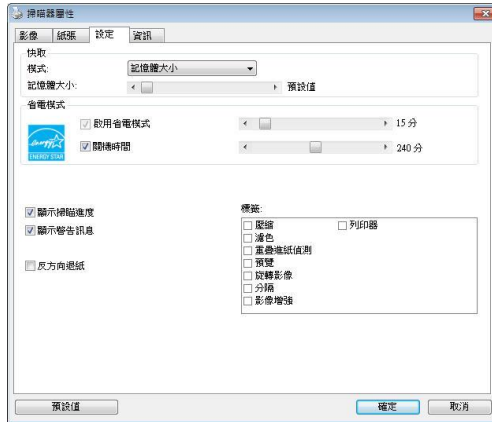 掃瞄器屬性
影像 紙張 設定 資訊
快取
模式: 記憶體大小
記憶體大小: 預設值
省電模式
啟用省電模式 15 分
關機時間 240 分
ENERGY STAR
顯示掃瞄進度
顯示警告訊息
反方向退紙
標籤:
壓縮 列印器
濾色
重疊進紙偵測
預覽
旋轉影像
分隔
影像增強
預設值 確定 取消